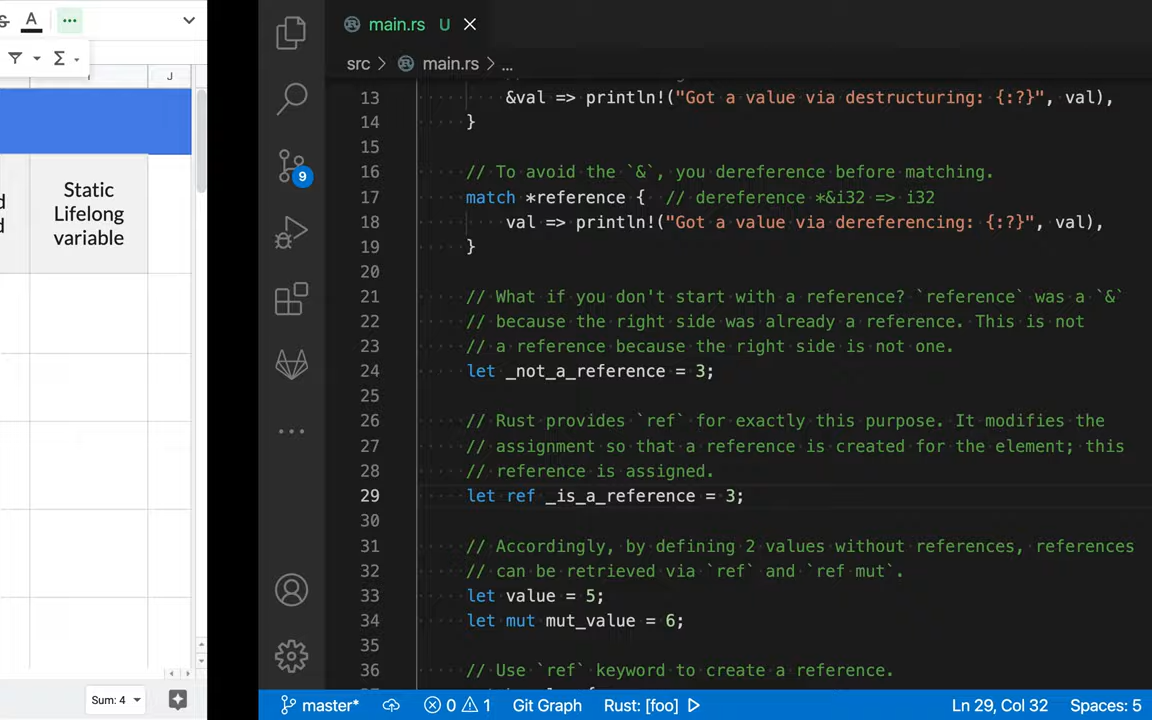 A
...
Σ
J
Static
Lifelong
variable
Sum: 4
9
main.rs U
src > main.rs > ...
13 &val => println!("Got a value via destructuring: {:?}", val),
14 }
15
16 // To avoid the `&`, you dereference before matching.
17 match *reference { // dereference *&i32 => i32
18 val => println!("Got a value via dereferencing: {:?}", val),
19 }
20
21 // What if you don't start with a reference? `reference` was a `&`
22 // because the right side was already a reference. This is not
23 // a reference because the right side is not one.
24 let _not_a_reference = 3;
25
26 // Rust provides `ref` for exactly this purpose. It modifies the
27 // assignment so that a reference is created for the element; this
28 // reference is assigned.
29 let ref _is_a_reference = 3;
30
31 // Accordingly, by defining 2 values without references, references
32 // can be retrieved via `ref` and `ref mut`.
33 let value = 5;
34 let mut mut_value = 6;
35
36 // Use `ref` keyword to create a reference.
master* 0 1 Git Graph Rust: [foo] Ln 29, Col 32 Spaces: 5